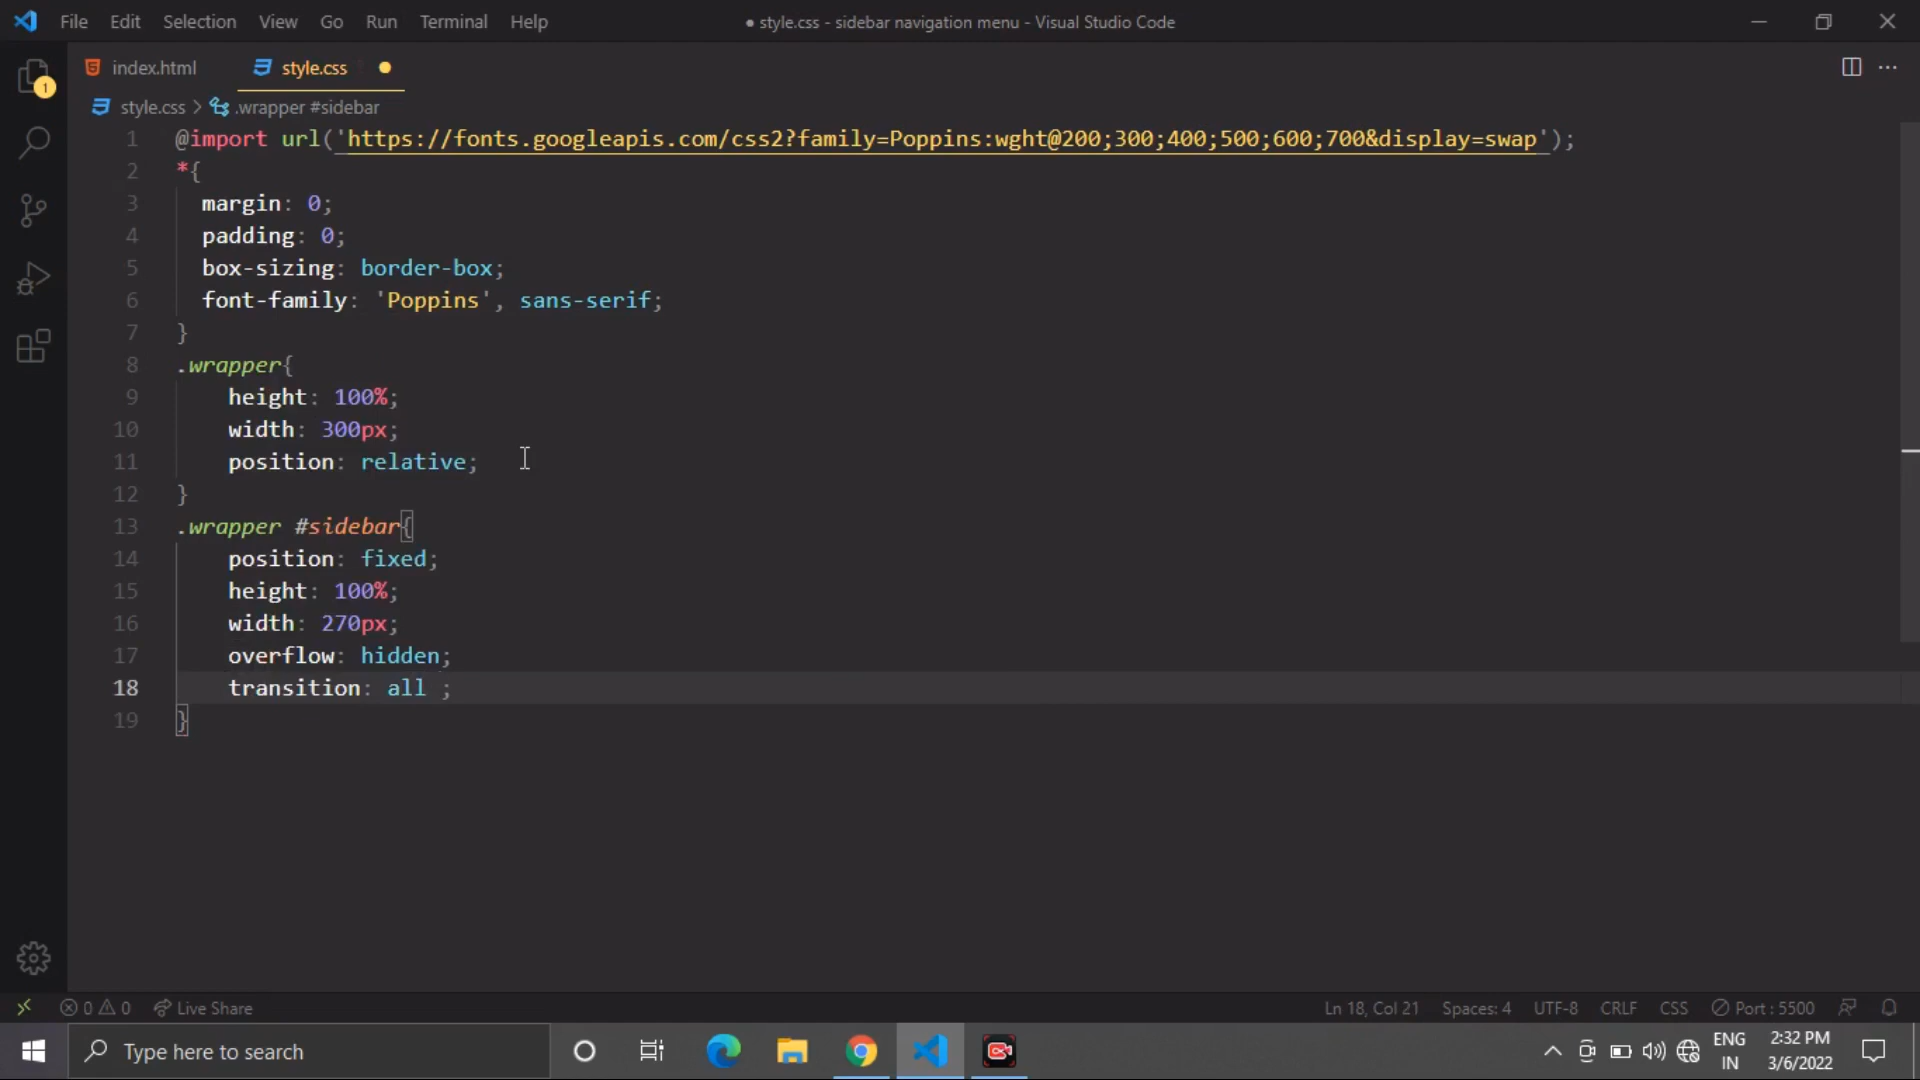 File Edit Selection View Go Run Terminal Help ● style.css - sidebar navigation menu - Visual Studio Code
index.html style.css
style.css > .wrapper #sidebar
1 @import url('https://fonts.googleapis.com/css2?family=Poppins:wght@200;300;400;500;600;700&display=swap');
2 *{
3 margin: 0;
4 padding: 0;
5 box-sizing: border-box;
6 font-family: 'Poppins', sans-serif;
7 }
8 .wrapper{
9 height: 100%;
10 width: 300px;
11 position: relative;
12 }
13 .wrapper #sidebar{
14 position: fixed;
15 height: 100%;
16 width: 270px;
17 overflow: hidden;
18 transition: all ;
19 }
1
0 0 Live Share Ln 18, Col 21 Spaces: 4 UTF-8 CRLF CSS Port : 5500
Type here to search ENG IN 2:32 PM 3/6/2022